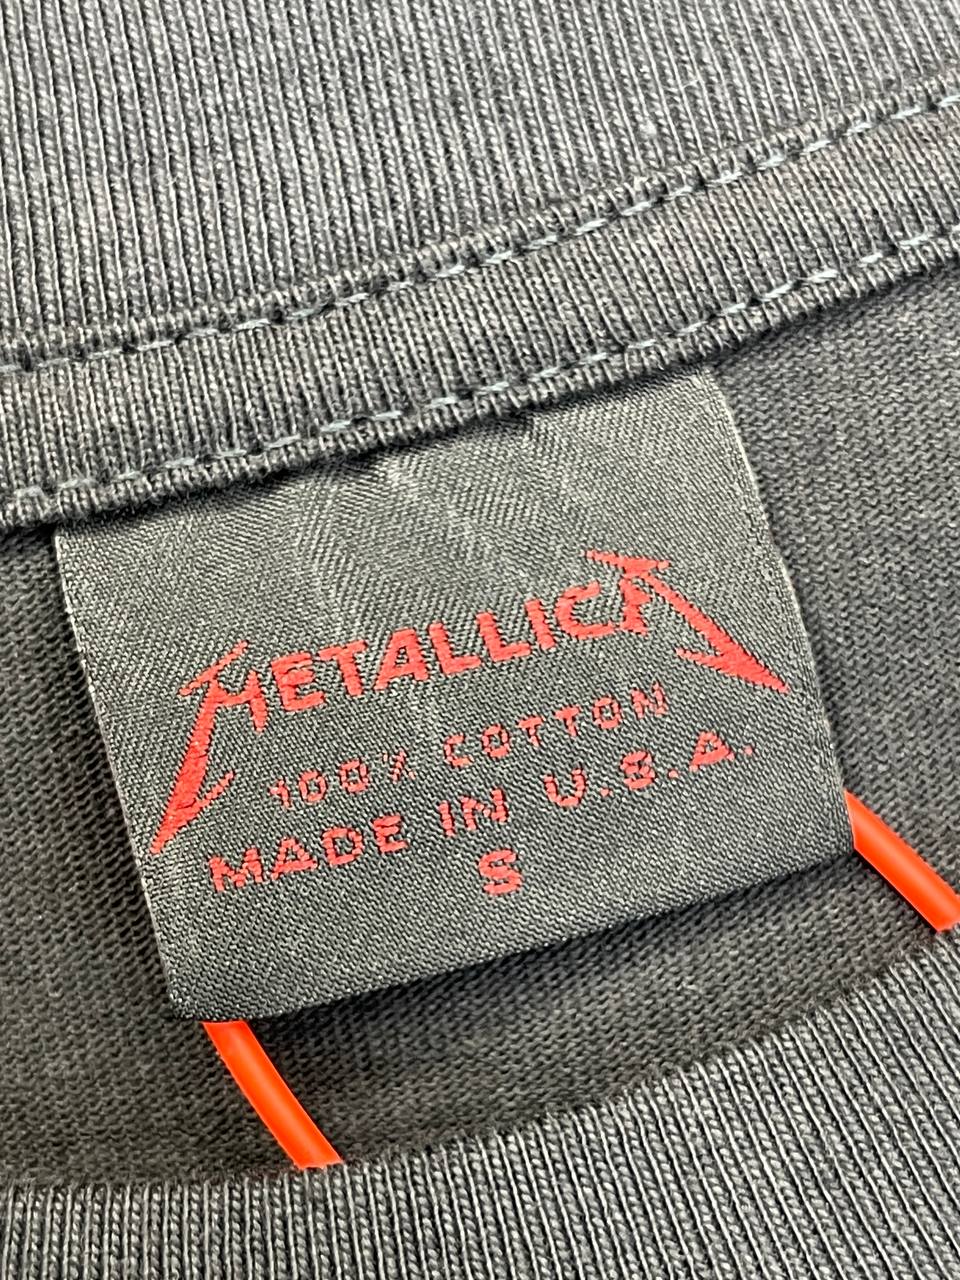 METALLICA
100% COTTON
MADE IN U.S.A.
S